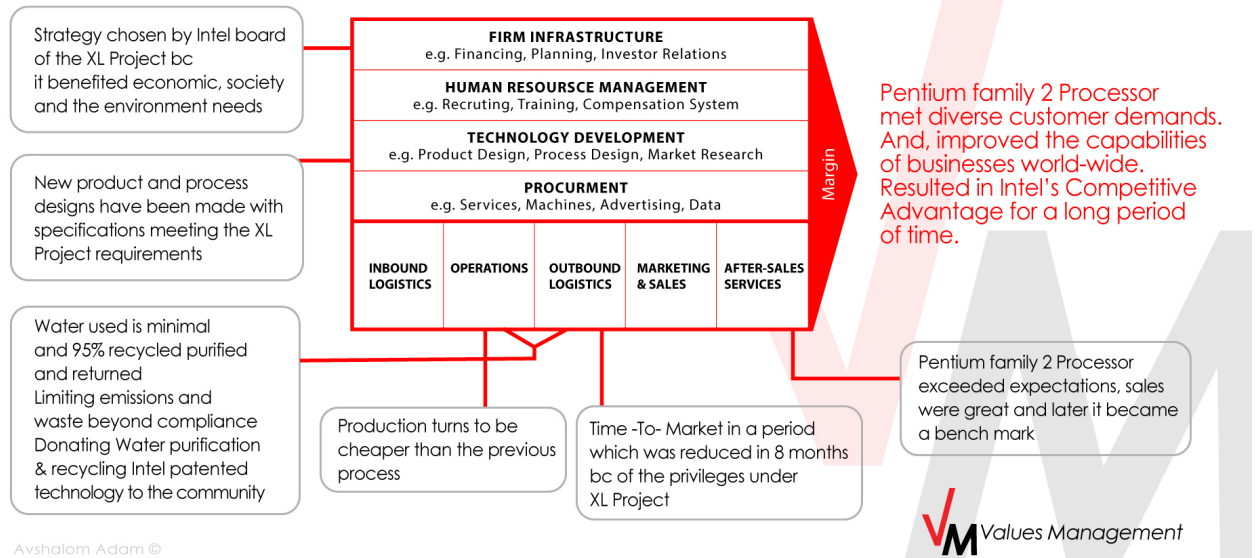 Strategy chosen by Intel board
of the XL Project bc
it benefited economic, society
and the environment needs
New product and process
designs have been made with
specifications meeting the XL
Project requirements
Water used is minimal
and 95% recycled purified
and returned
Limiting emissions and
waste beyond compliance
Donating Water purification
& recycling Intel patented
technology to the community
FIRM INFRASTRUCTURE
e.g. Financing, Planning, Investor Relations
HUMAN RESOURSCE MANAGEMENT
e.g. Recruting, Training, Compensation System
TECHNOLOGY DEVELOPMENT
e.g. Product Design, Process Design, Market Research
PROCURMENT
e.g. Services, Machines, Advertising, Data
INBOUND
LOGISTICS
OPERATIONS
OUTBOUND
LOGISTICS
MARKETING
& SALES
AFTER-SALES
SERVICES
Margin
Pentium family 2 Processor
met diverse customer demands.
And, improved the capabilities
of businesses world-wide.
Resulted in Intel's Competitive
Advantage for a long period
of time.
Production turns to be
cheaper than the previous
process
Time -To- Market in a period
which was reduced in 8 months
bc of the privileges under
XL Project
Pentium family 2 Processor
exceeded expectations, sales
were great and later it became
a bench mark
VM Values Management
Avshalom Adam ©